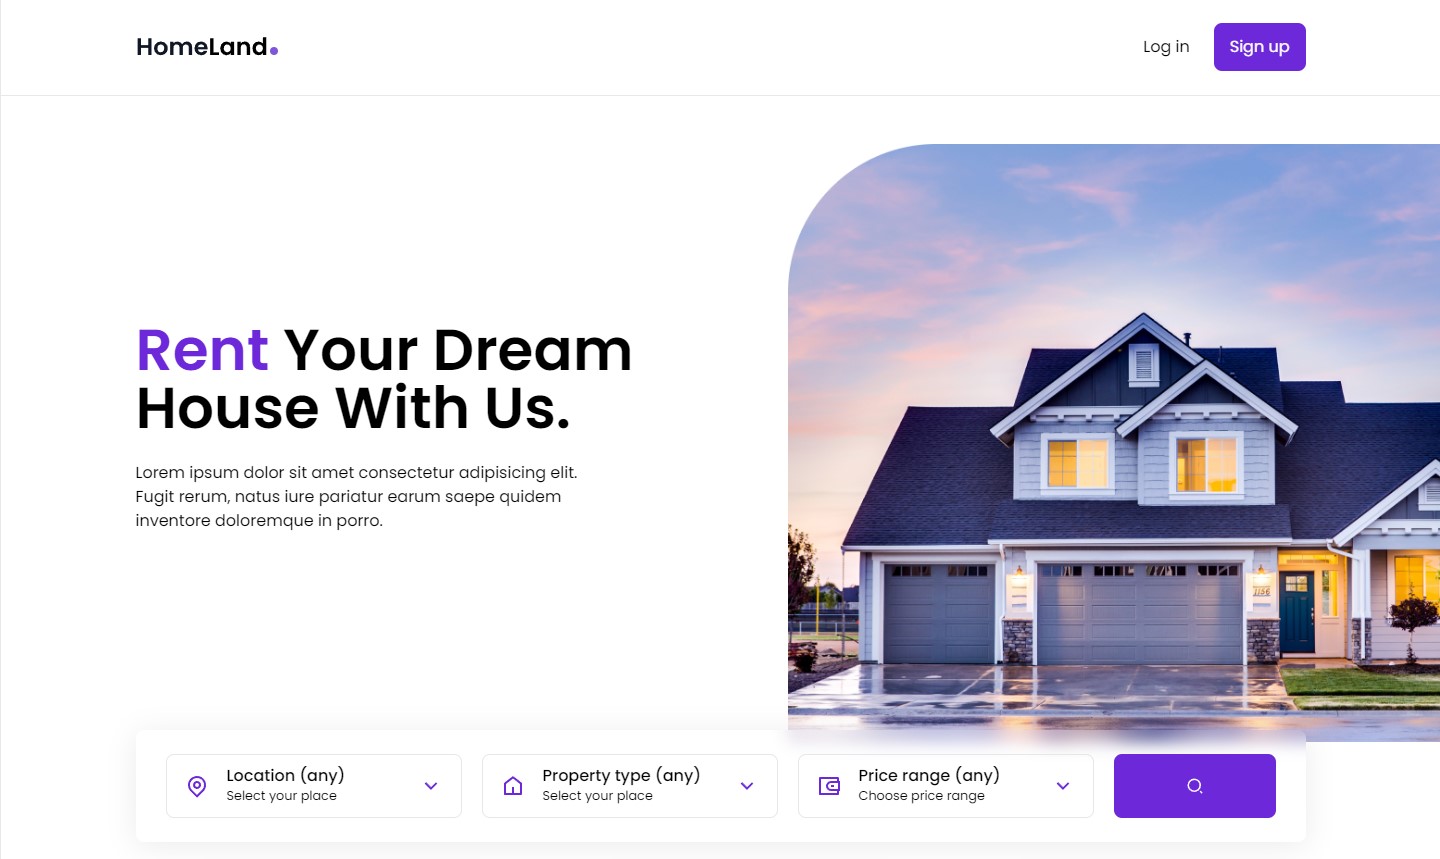 HomeLand
Log in
Sign up
Rent Your Dream
House With Us.
Lorem ipsum dolor sit amet consectetur adipisicing elit.
Fugit rerum, natus iure pariatur earum saepe quidem
inventore doloremque in porro.
1156
Location (any)
Select your place
Property type (any)
Select your place
Price range (any)
Choose price range